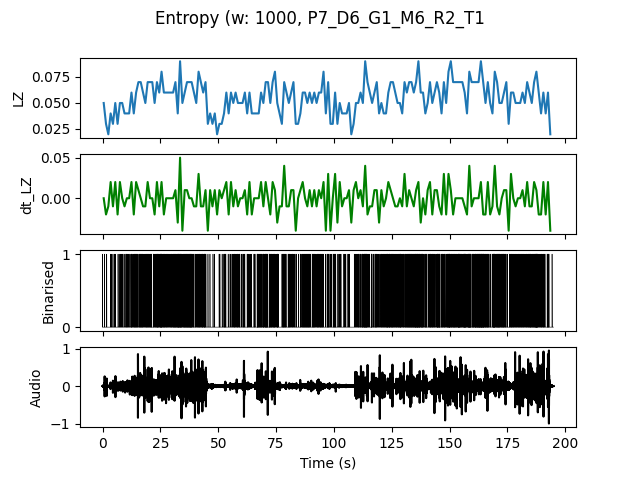 Entropy (w: 1000, P7_D6_G1_M6_R2_T1
0.075
0.050
0.025
LZ
0.05
0.00
dt_LZ
1
0
Binarised
1
0
−1
Audio
0 25 50 75 100 125 150 175 200
Time (s)